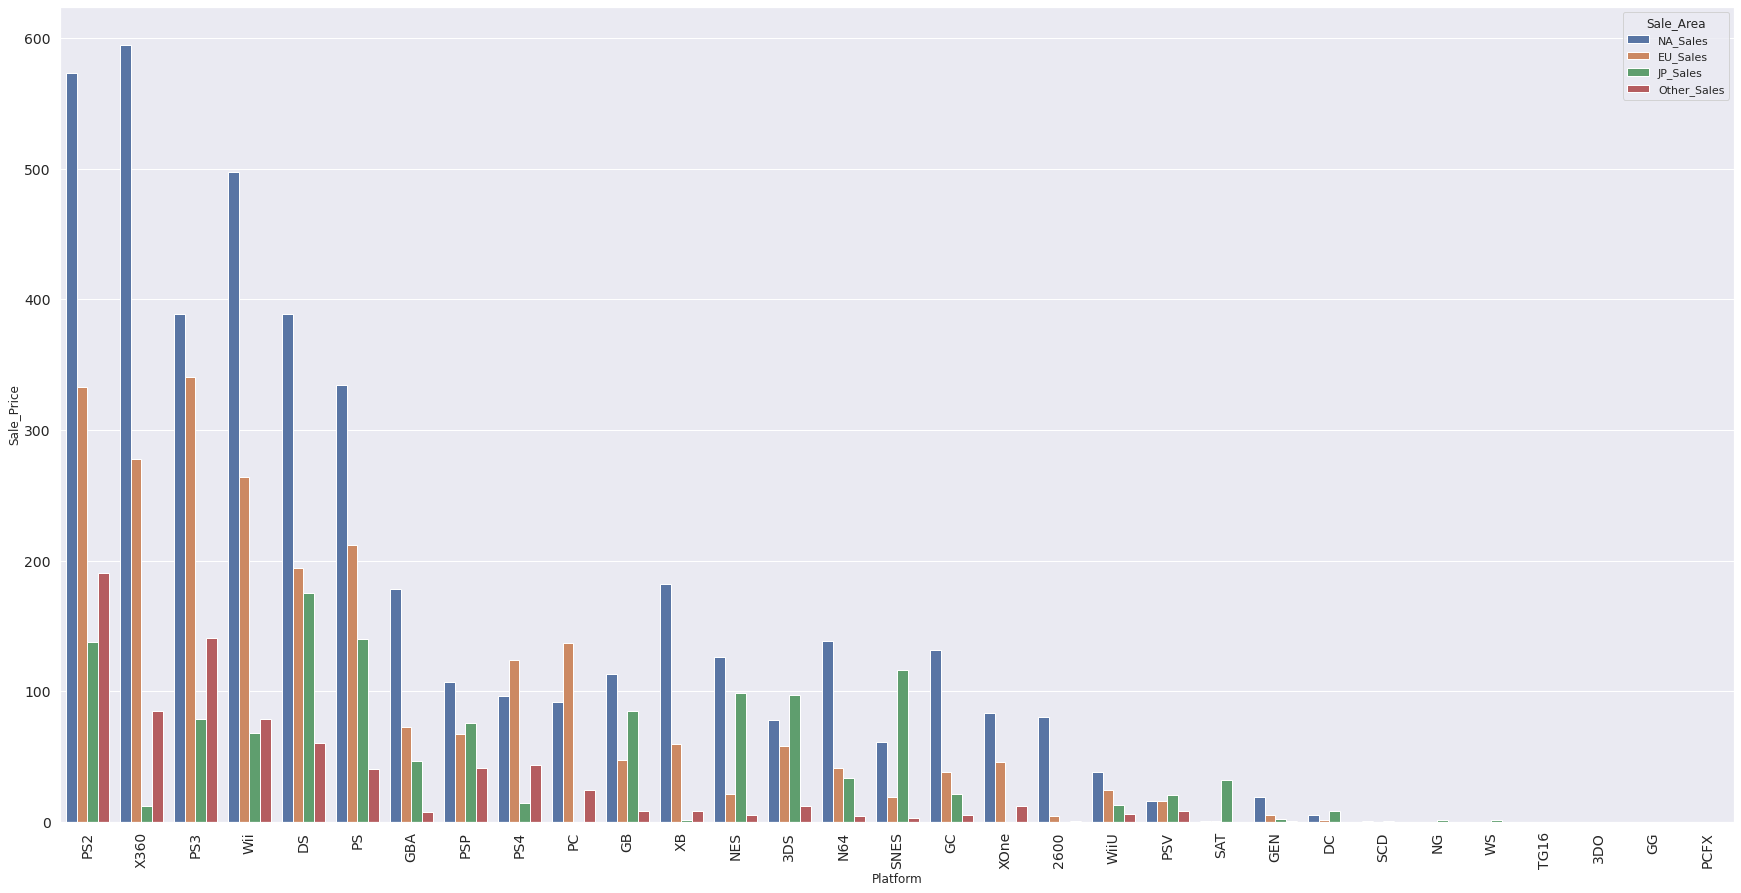 Sale_Area
NA_Sales
EU_Sales
JP_Sales
Other_Sales
Sale_Price
600
500
400
300
200
100
0
PS2 X360 PS3 Wii DS PS GBA PSP PS4 PC GB XB NES 3DS N64 SNES GC XOne 2600 WiiU PSV SAT GEN DC SCD NG WS TG16 3DO GG PCFX
Platform